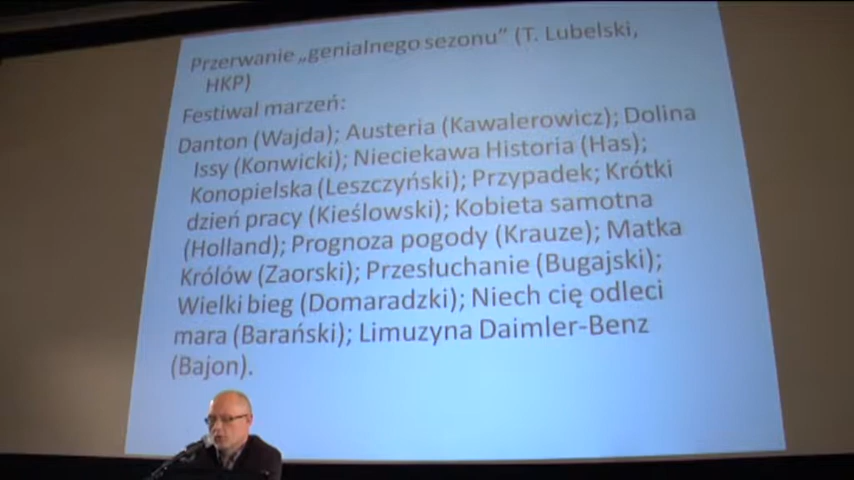 Przerwanie „genialnego sezonu” (T. Lubelski,
HKP)
Festiwal marzeń:
Danton (Wajda); Austeria (Kawalerowicz); Dolina
Issy (Konwicki); Nieciekawa Historia (Has);
Konopielska (Leszczyński); Przypadek; Krótki
dzień pracy (Kieślowski); Kobieta samotna
(Holland); Prognoza pogody (Krauze); Matka
Królów (Zaorski); Przesłuchanie (Bugajski);
Wielki bieg (Domaradzki); Niech cię odleci
mara (Barański); Limuzyna Daimler-Benz
(Bajon).